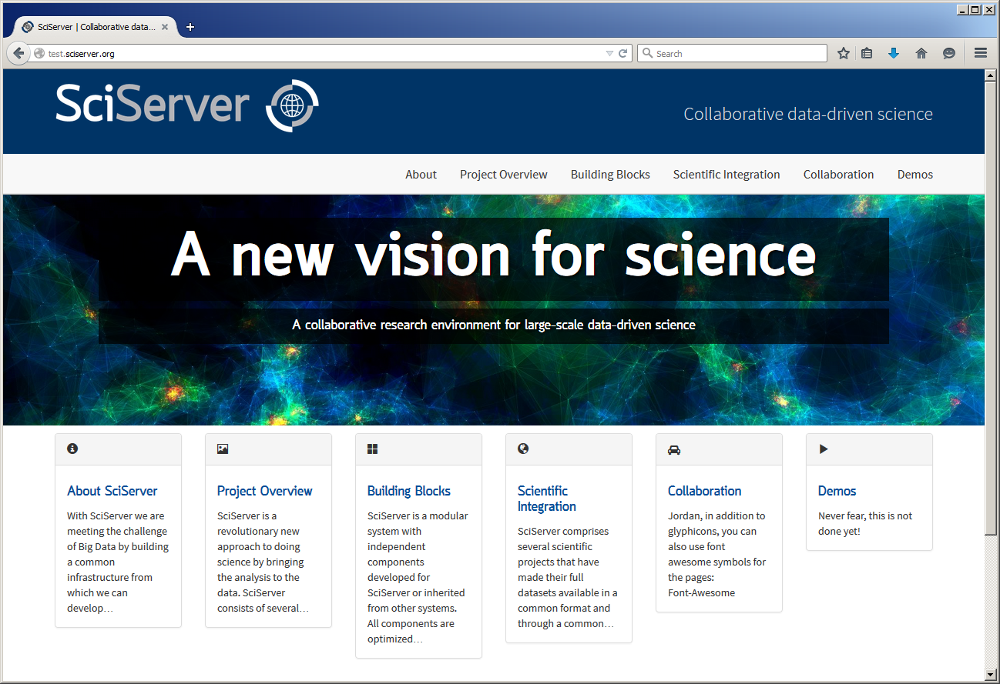 SciServer | Collaborative data...
test.sciserver.org
Search
SciServer
Collaborative data-driven science
About Project Overview Building Blocks Scientific Integration Collaboration Demos
A new vision for science
A collaborative research environment for large-scale data-driven science
About SciServer
With SciServer we are
meeting the challenge
of Big Data by building
a common
infrastructure from
which we can
develop…
Project Overview
SciServer is a
revolutionary new
approach to doing
science by bringing
the analysis to the
data. SciServer
consists of several…
Building Blocks
SciServer is a modular
system with
independent
components
developed for
SciServer or inherited
from other systems.
All components are
optimized…
Scientific
Integration
SciServer comprises
several scientific
projects that have
made their full
datasets available in a
common format and
through a common…
Collaboration
Jordan, in addition to
glyphicons, you can
also use font
awesome symbols for
the pages:
Font-Awesome
Demos
Never fear, this is not
done yet!